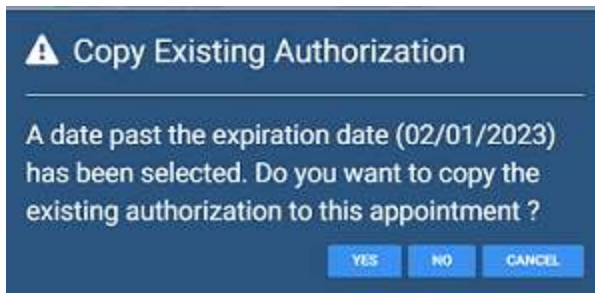 Copy Existing Authorization
A date past the expiration date (02/01/2023)
has been selected. Do you want to copy the
existing authorization to this appointment ?
YES NO CANCEL